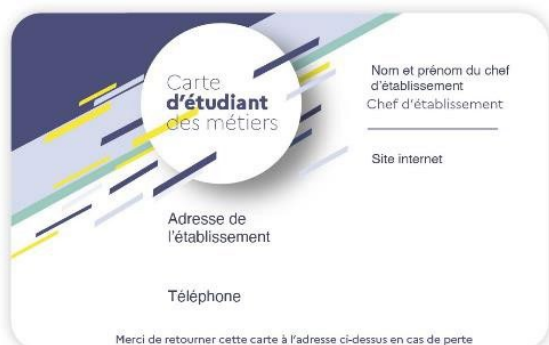 Carte
d'étudiant
des métiers
Nom et prénom du chef
d'établissement
Chef d'établissement
Site internet
Adresse de
l'établissement
Téléphone
Merci de retourner cette carte à l'adresse ci-dessus en cas de perte